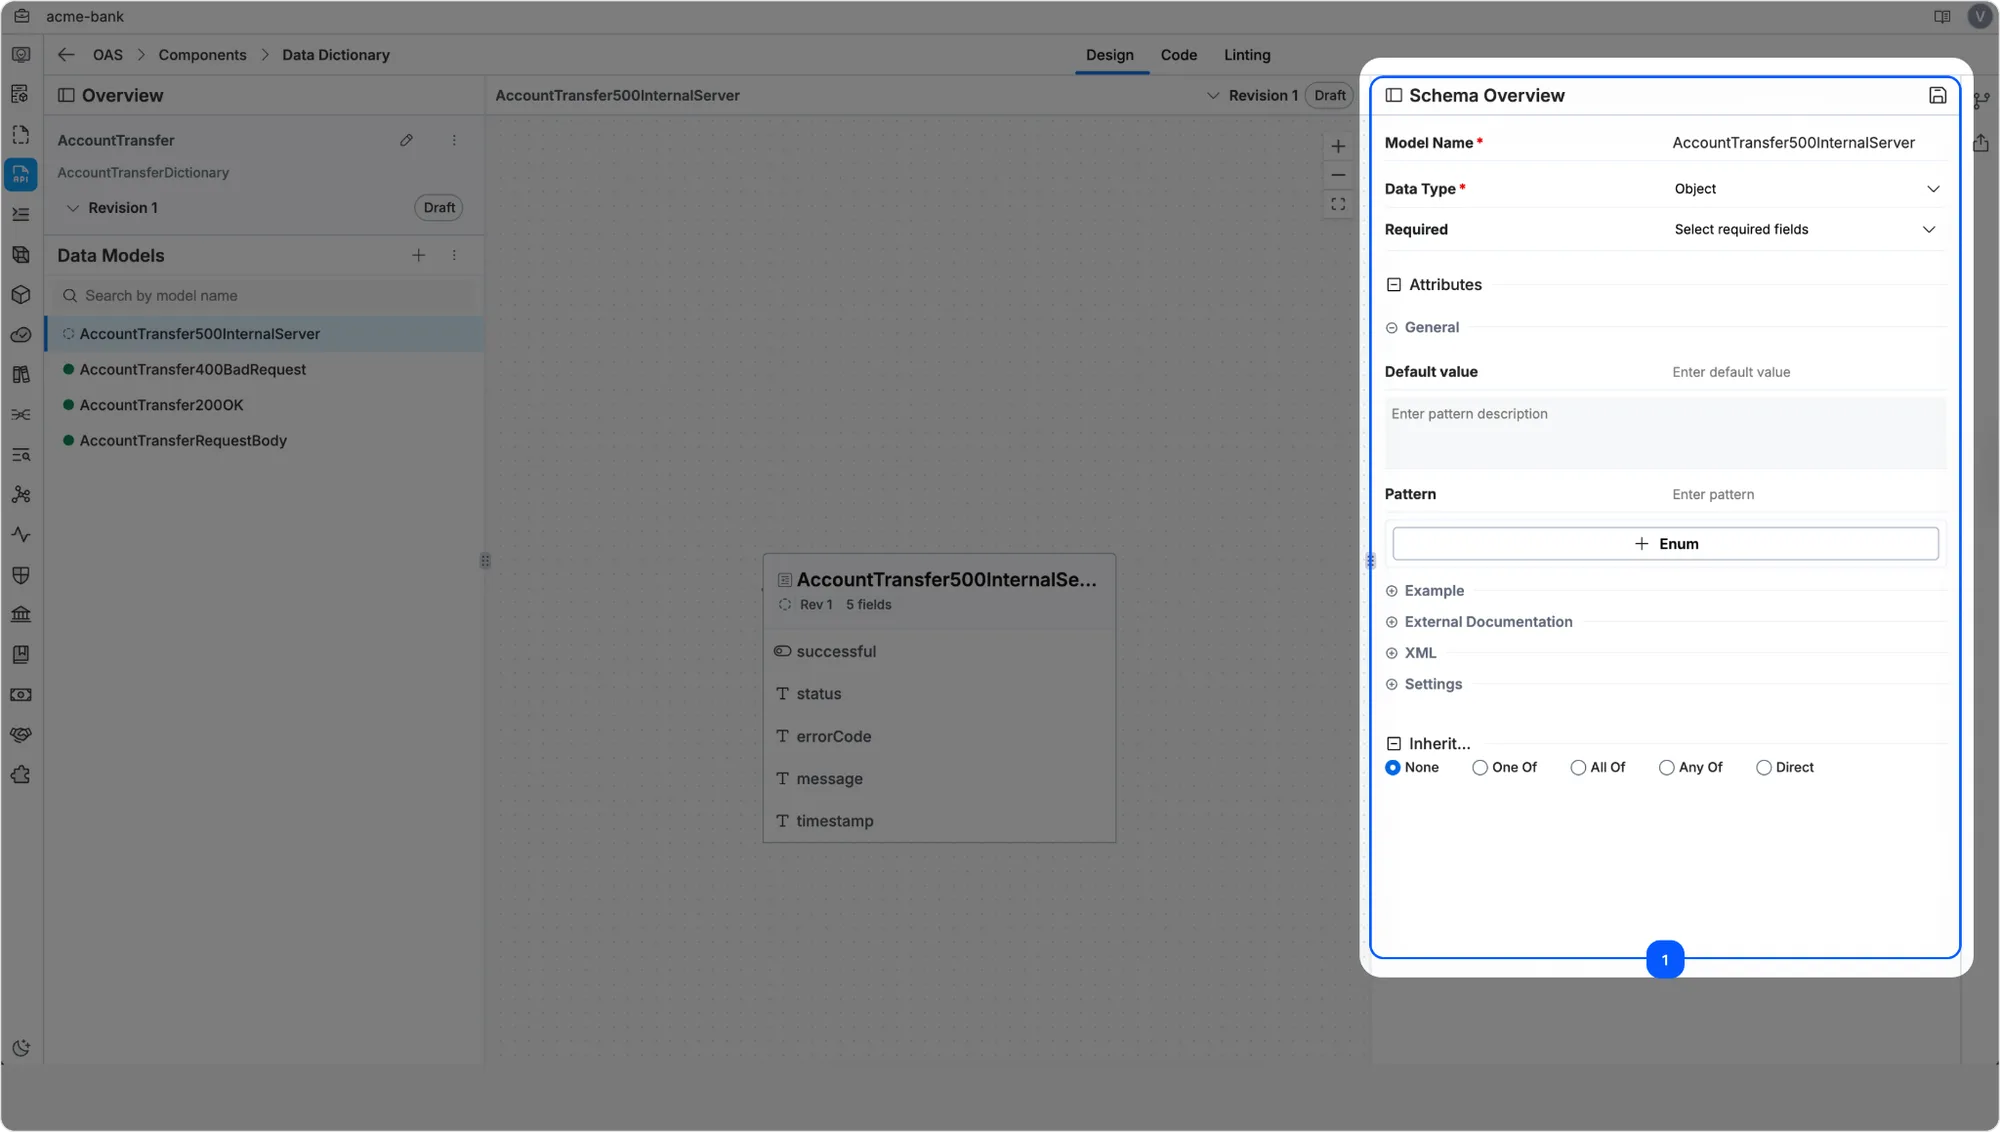 acme-bank
V
OAS > Components > Data Dictionary
Design Code Linting
Overview
AccountTransfer
AccountTransferDictionary
Revision 1 Draft
Data Models
Search by model name
AccountTransfer500InternalServer
AccountTransfer400BadRequest
AccountTransfer200OK
AccountTransferRequestBody
AccountTransfer500InternalServer Revision 1 Draft
AccountTransfer500InternalSe...
Rev 1 5 fields
successful
T status
T errorCode
T message
T timestamp
Schema Overview
Model Name * AccountTransfer500InternalServer
Data Type * Object
Required Select required fields
Attributes
General
Default value Enter default value
Enter pattern description
Pattern Enter pattern
+ Enum
Example
External Documentation
XML
Settings
Inherit...
None One Of All Of Any Of Direct
1
API